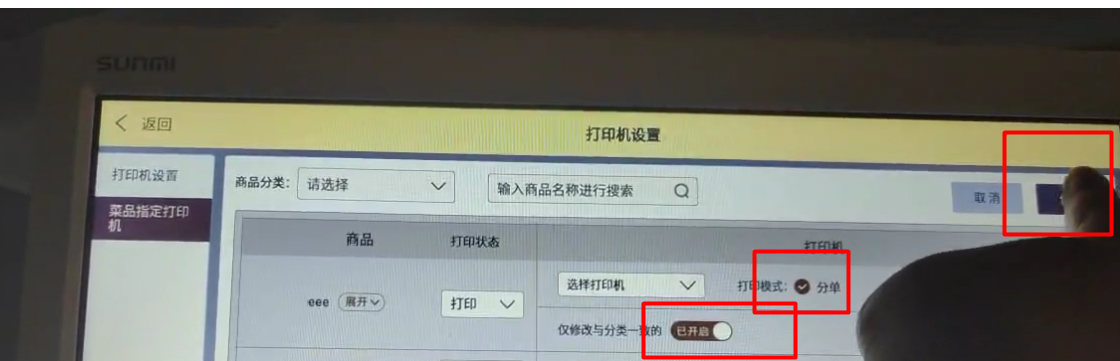 SUNMI
返回
打印机设置
打印机设置
商品分类： 请选择
输入商品名称进行搜索
取消
菜品指定打印
机
商品
打印状态
打印机
选择打印机
打印模式： 分单
eee 展开
打印
仅修改与分类一致的 已开启